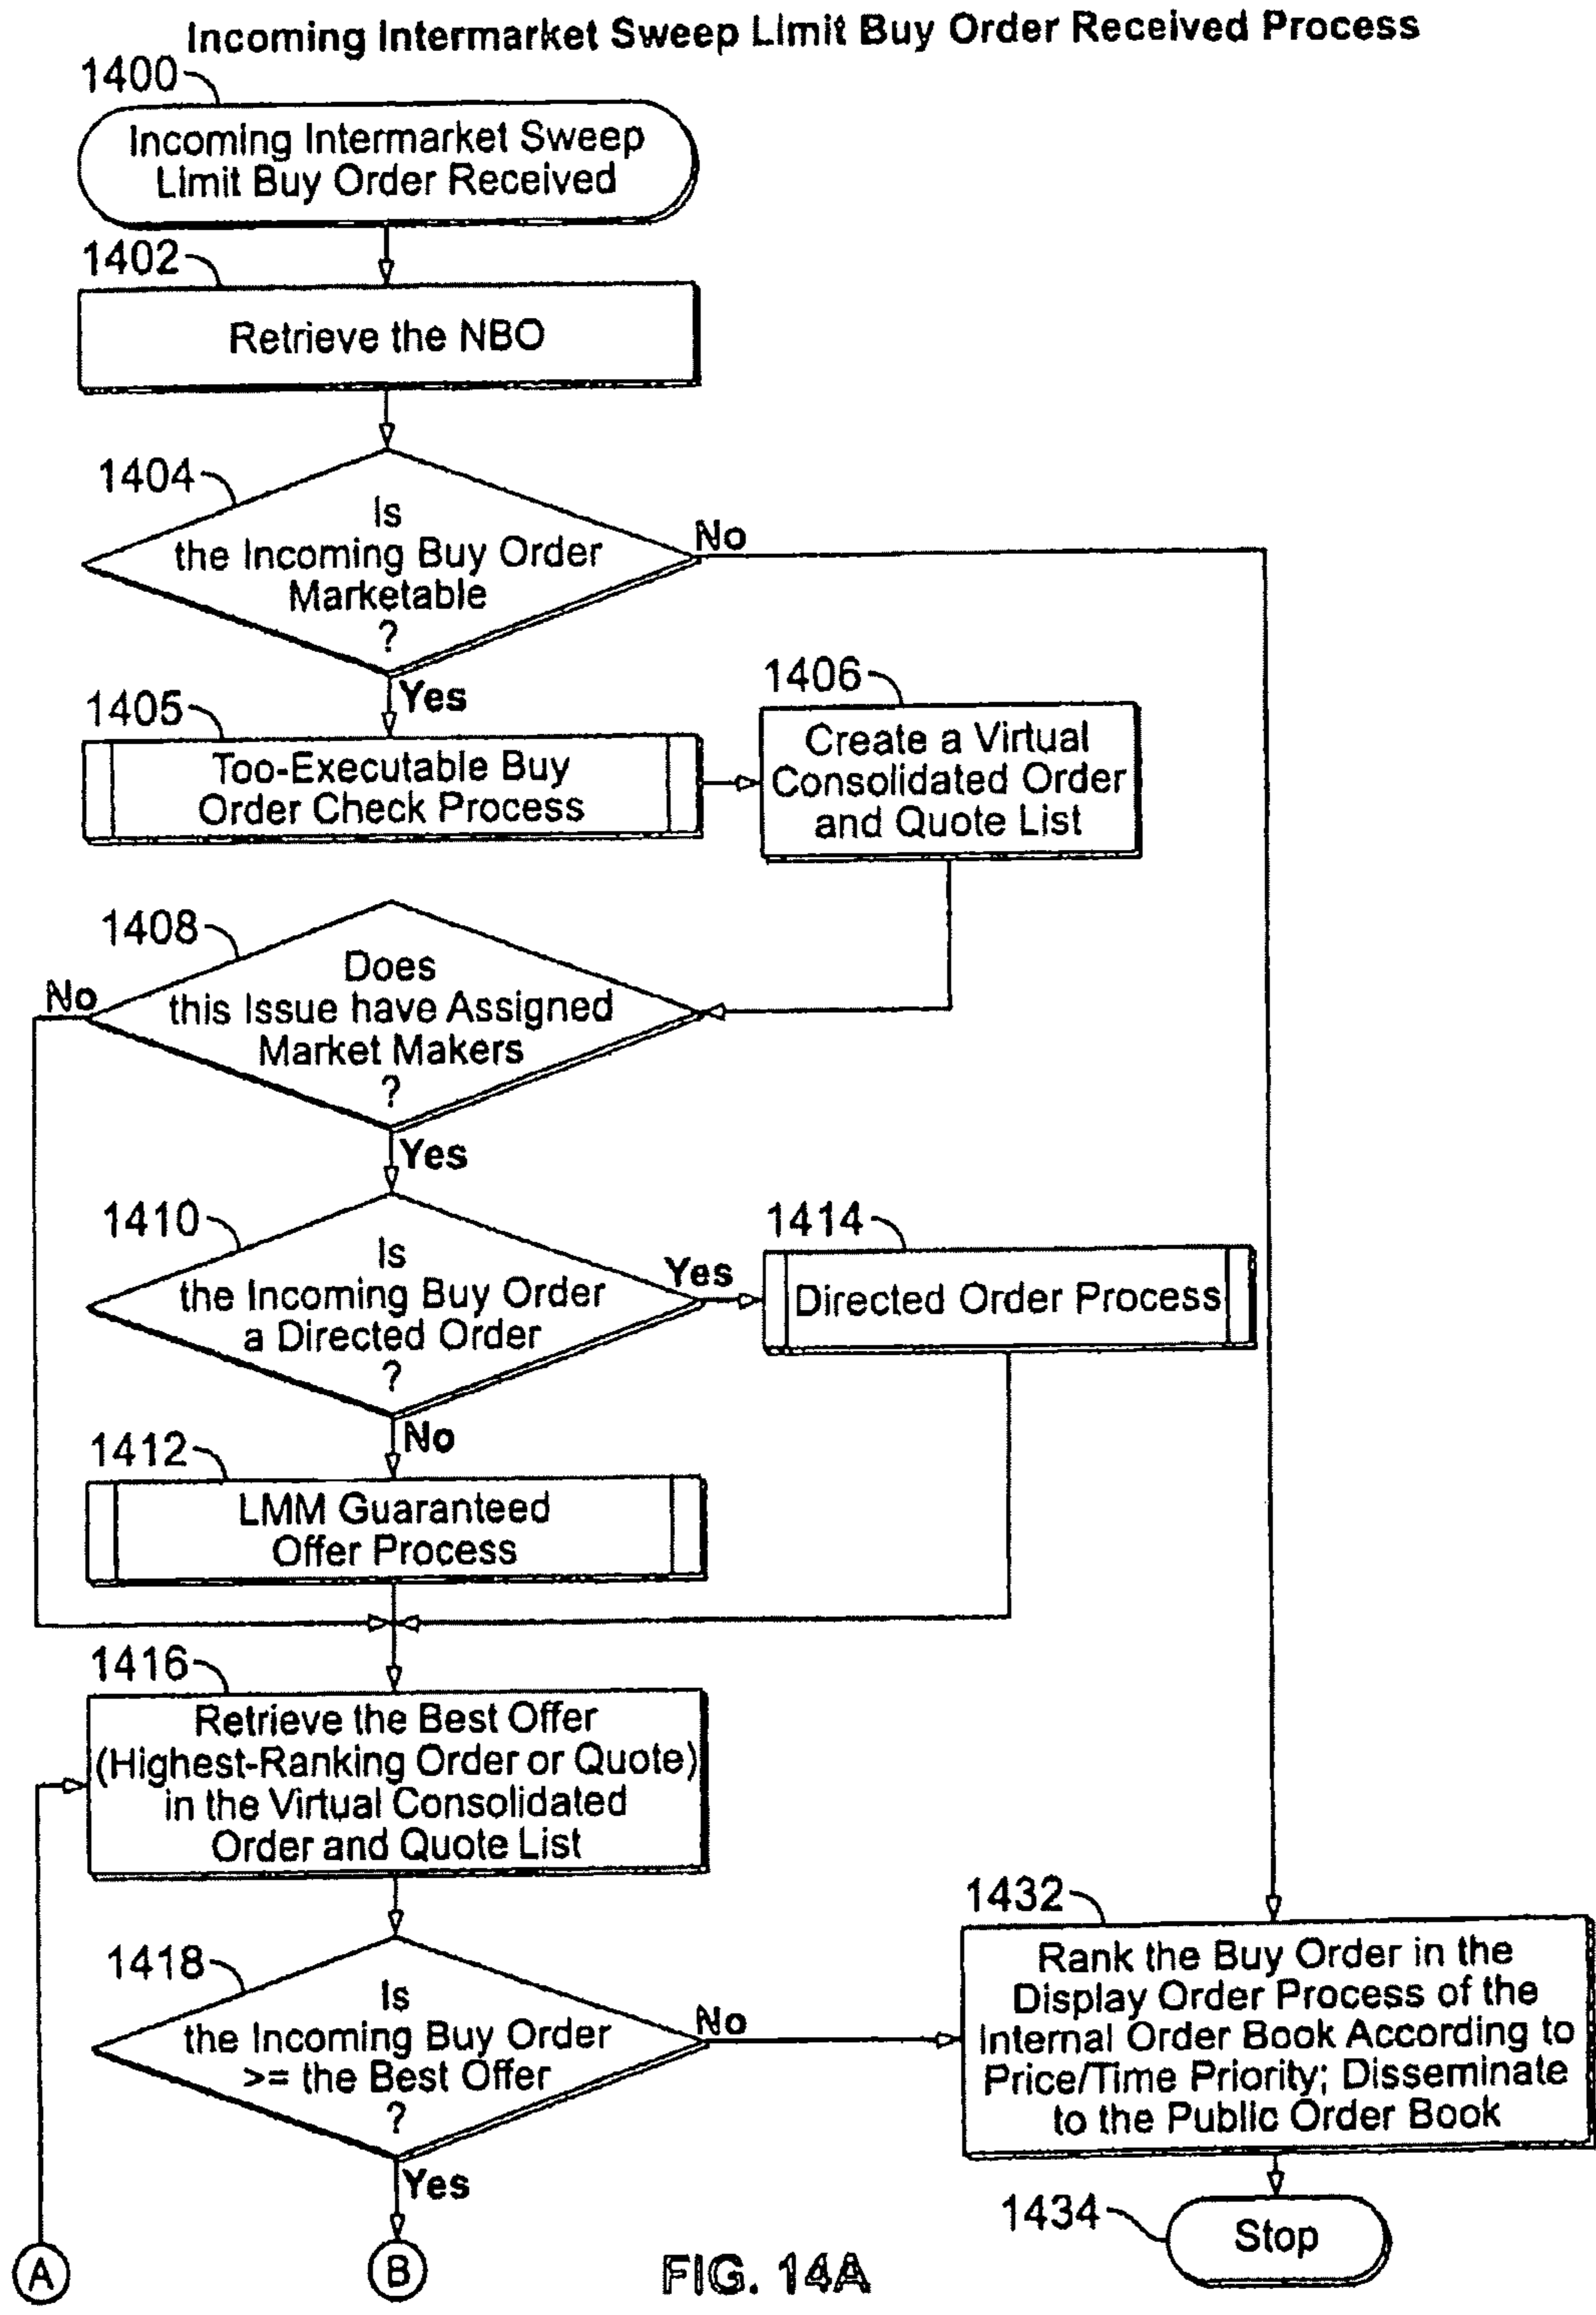 Incoming Intermarket Sweep Limit Buy Order Received Process
1400
Incoming Intermarket Sweep
Limit Buy Order Received
1402
Retrieve the NBO
1404
Is
the Incoming Buy Order
Marketable
?
No
Yes
1405
Too-Executable Buy
Order Check Process
1406
Create a Virtual
Consolidated Order
and Quote List
1408
Does
this Issue have Assigned
Market Makers
?
No
Yes
1410
Is
the Incoming Buy Order
a Directed Order
?
Yes
1414
Directed Order Process
No
1412
LMM Guaranteed
Offer Process
1416
Retrieve the Best Offer
(Highest-Ranking Order or Quote)
in the Virtual Consolidated
Order and Quote List
1418
Is
the Incoming Buy Order
>= the Best Offer
?
No
Yes
1432
Rank the Buy Order in the
Display Order Process of the
Internal Order Book According to
Price/Time Priority; Disseminate
to the Public Order Book
1434
Stop
A
B
FIG. 14A